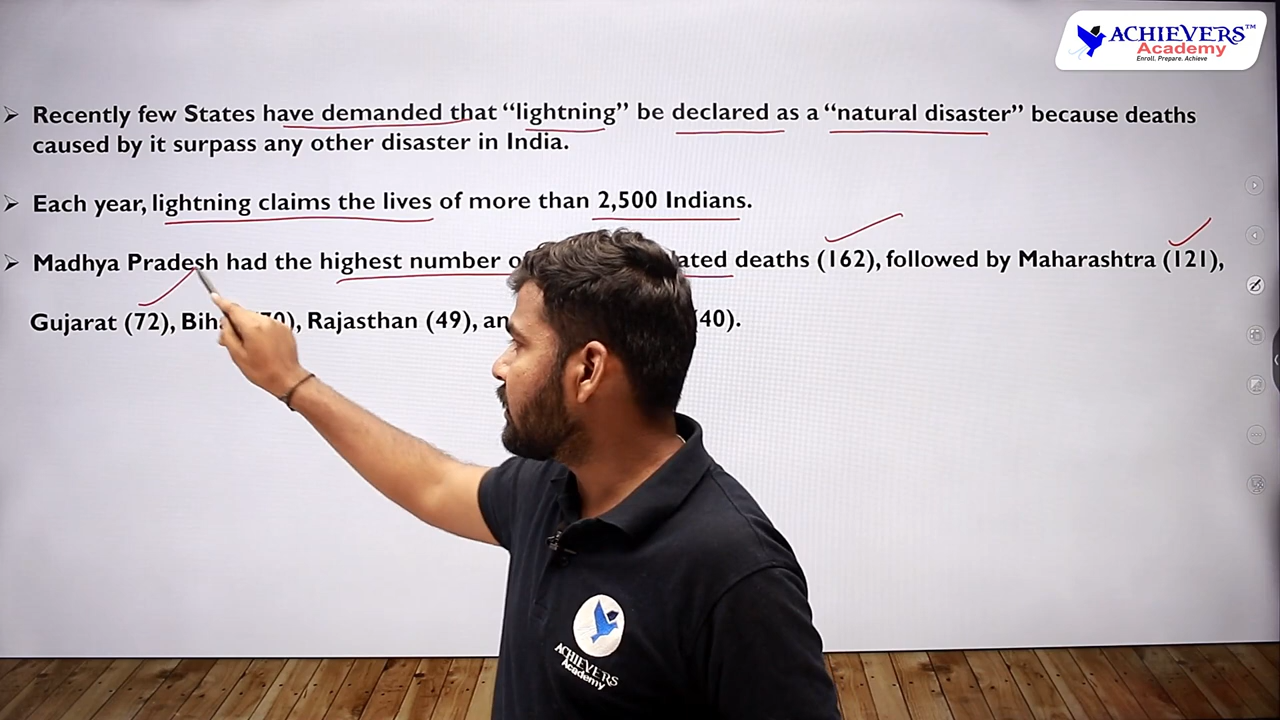 ACHIEVERS™
Academy
Enroll. Prepare. Achieve
Recently few States have demanded that “lightning” be declared as a “natural disaster” because deaths
caused by it surpass any other disaster in India.
Each year, lightning claims the lives of more than 2,500 Indians.
Madhya Pradesh had the highest number deaths (162), followed by Maharashtra (121),
Gujarat (72), Rajasthan (49), (40).
ACHIEVERS
Academy